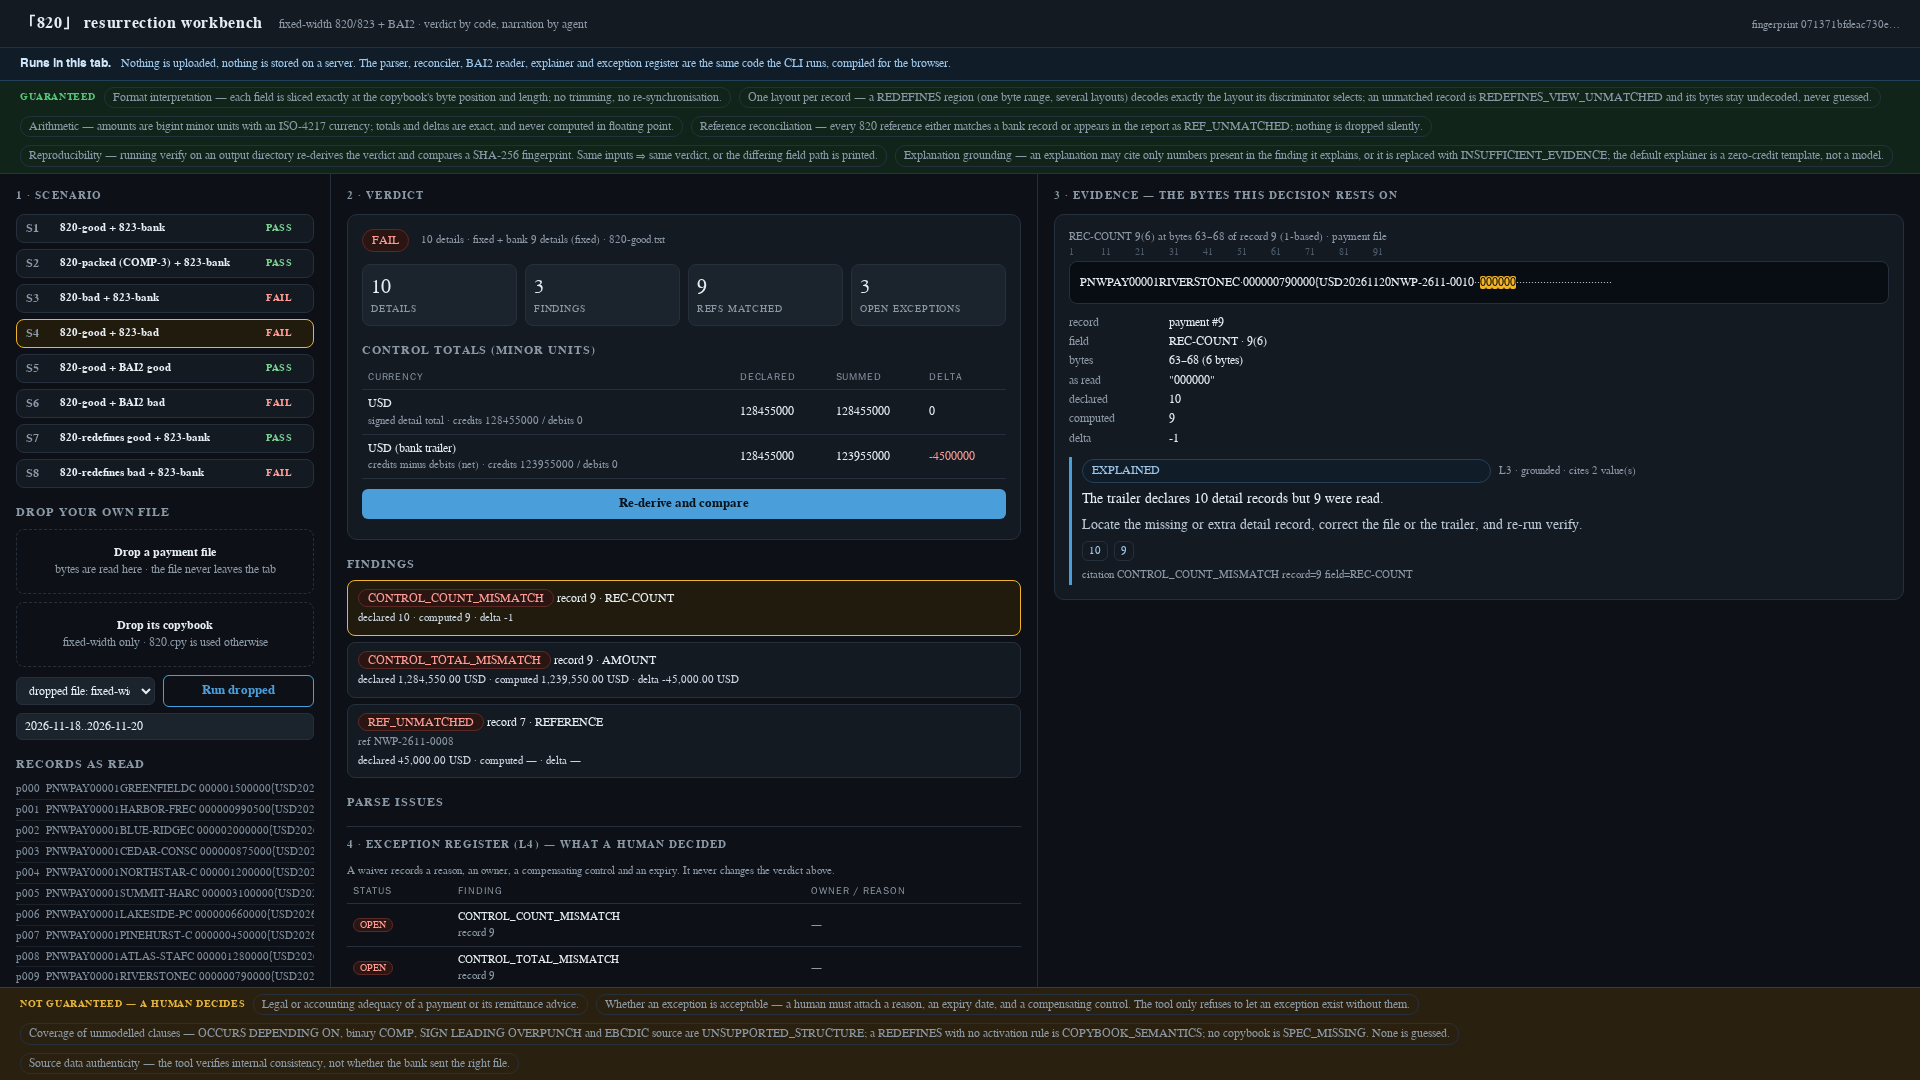 「820」 resurrection workbench fixed-width 820/823 + BAI2 · verdict by code, narration by agent fingerprint 071371bfdeac730e…
Runs in this tab. Nothing is uploaded, nothing is stored on a server. The parser, reconciler, BAI2 reader, explainer and exception register are the same code the CLI runs, compiled for the browser.
GUARANTEED Format interpretation — each field is sliced exactly at the copybook's byte position and length; no trimming, no re-synchronisation. One layout per record — a REDEFINES region (one byte range, several layouts) decodes exactly the layout its discriminator selects; an unmatched record is REDEFINES_VIEW_UNMATCHED and its bytes stay undecoded, never guessed.
Arithmetic — amounts are bigint minor units with an ISO-4217 currency; totals and deltas are exact, and never computed in floating point. Reference reconciliation — every 820 reference either matches a bank record or appears in the report as REF_UNMATCHED; nothing is dropped silently.
Reproducibility — running verify on an output directory re-derives the verdict and compares a SHA-256 fingerprint. Same inputs ⇒ same verdict, or the differing field path is printed. Explanation grounding — an explanation may cite only numbers present in the finding it explains, or it is replaced with INSUFFICIENT_EVIDENCE; the default explainer is a zero-credit template, not a model.
1 · SCENARIO
S1 820-good + 823-bank PASS
S2 820-packed (COMP-3) + 823-bank PASS
S3 820-bad + 823-bank FAIL
S4 820-good + 823-bad FAIL
S5 820-good + BAI2 good PASS
S6 820-good + BAI2 bad FAIL
S7 820-redefines good + 823-bank PASS
S8 820-redefines bad + 823-bank FAIL
DROP YOUR OWN FILE
Drop a payment file
bytes are read here · the file never leaves the tab
Drop its copybook
fixed-width only · 820.cpy is used otherwise
dropped file: fixed-wi Run dropped
2026-11-18..2026-11-20
RECORDS AS READ
p000 PNWPAY00001GREENFIELDC 000001500000{USD202
p001 PNWPAY00001HARBOR-FREC 000000990500{USD202
p002 PNWPAY00001BLUE-RIDGEC 000002000000{USD202
p003 PNWPAY00001CEDAR-CONSC 000000875000{USD202
p004 PNWPAY00001NORTHSTAR-C 000001200000{USD202
p005 PNWPAY00001SUMMIT-HARC 000003100000{USD202
p006 PNWPAY00001LAKESIDE-PC 000000660000{USD2026
p007 PNWPAY00001PINEHURST-C 000000450000{USD2026
p008 PNWPAY00001ATLAS-STAFC 000001280000{USD202
p009 PNWPAY00001RIVERSTONEC 000000790000{USD202
2 · VERDICT
FAIL 10 details · fixed + bank 9 details (fixed) · 820-good.txt
10 3 9 3
DETAILS FINDINGS REFS MATCHED OPEN EXCEPTIONS
CONTROL TOTALS (MINOR UNITS)
CURRENCY DECLARED SUMMED DELTA
USD 128455000 128455000 0
signed detail total · credits 128455000 / debits 0
USD (bank trailer) 128455000 123955000 -4500000
credits minus debits (net) · credits 123955000 / debits 0
Re-derive and compare
FINDINGS
CONTROL_COUNT_MISMATCH record 9 · REC-COUNT
declared 10 · computed 9 · delta -1
CONTROL_TOTAL_MISMATCH record 9 · AMOUNT
declared 1,284,550.00 USD · computed 1,239,550.00 USD · delta -45,000.00 USD
REF_UNMATCHED record 7 · REFERENCE
ref NWP-2611-0008
declared 45,000.00 USD · computed — · delta —
PARSE ISSUES
4 · EXCEPTION REGISTER (L4) — WHAT A HUMAN DECIDED
A waiver records a reason, an owner, a compensating control and an expiry. It never changes the verdict above.
STATUS FINDING OWNER / REASON
OPEN CONTROL_COUNT_MISMATCH —
record 9
OPEN CONTROL_TOTAL_MISMATCH —
record 9
3 · EVIDENCE — THE BYTES THIS DECISION RESTS ON
REC-COUNT 9(6) at bytes 63–68 of record 9 (1-based) · payment file
1 11 21 31 41 51 61 71 81 91
PNWPAY00001RIVERSTONEC·000000790000{USD20261120NWP-2611-0010··000000································
record payment #9
field REC-COUNT · 9(6)
bytes 63–68 (6 bytes)
as read "000000"
declared 10
computed 9
delta -1
EXPLAINED L3 · grounded · cites 2 value(s)
The trailer declares 10 detail records but 9 were read.
Locate the missing or extra detail record, correct the file or the trailer, and re-run verify.
10 9
citation CONTROL_COUNT_MISMATCH record=9 field=REC-COUNT
NOT GUARANTEED — A HUMAN DECIDES Legal or accounting adequacy of a payment or its remittance advice. Whether an exception is acceptable — a human must attach a reason, an expiry date, and a compensating control. The tool only refuses to let an exception exist without them.
Coverage of unmodelled clauses — OCCURS DEPENDING ON, binary COMP, SIGN LEADING OVERPUNCH and EBCDIC source are UNSUPPORTED_STRUCTURE; a REDEFINES with no activation rule is COPYBOOK_SEMANTICS; no copybook is SPEC_MISSING. None is guessed.
Source data authenticity — the tool verifies internal consistency, not whether the bank sent the right file.